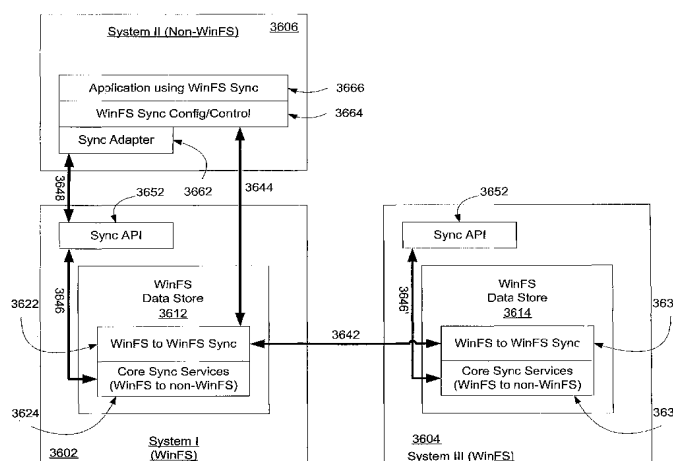 System II (Non-WinFS)
3606
Application using WinFS Sync
3666
WinFS Sync Config/Control
3664
Sync Adapter
3648
3652
3662
3644
3652
Sync API
Sync API
3646
WinFS
Data Store
3612
3646'
WinFS
Data Store
3614
3622
3642
363
WinFS to WinFS Sync
WinFS to WinFS Sync
Core Sync Services
(WinFS to non-WinFS)
Core Sync Services
(WinFS to non-WinFS)
3624
363
System I
(WinFS)
3602
3604
System III (WinFS)